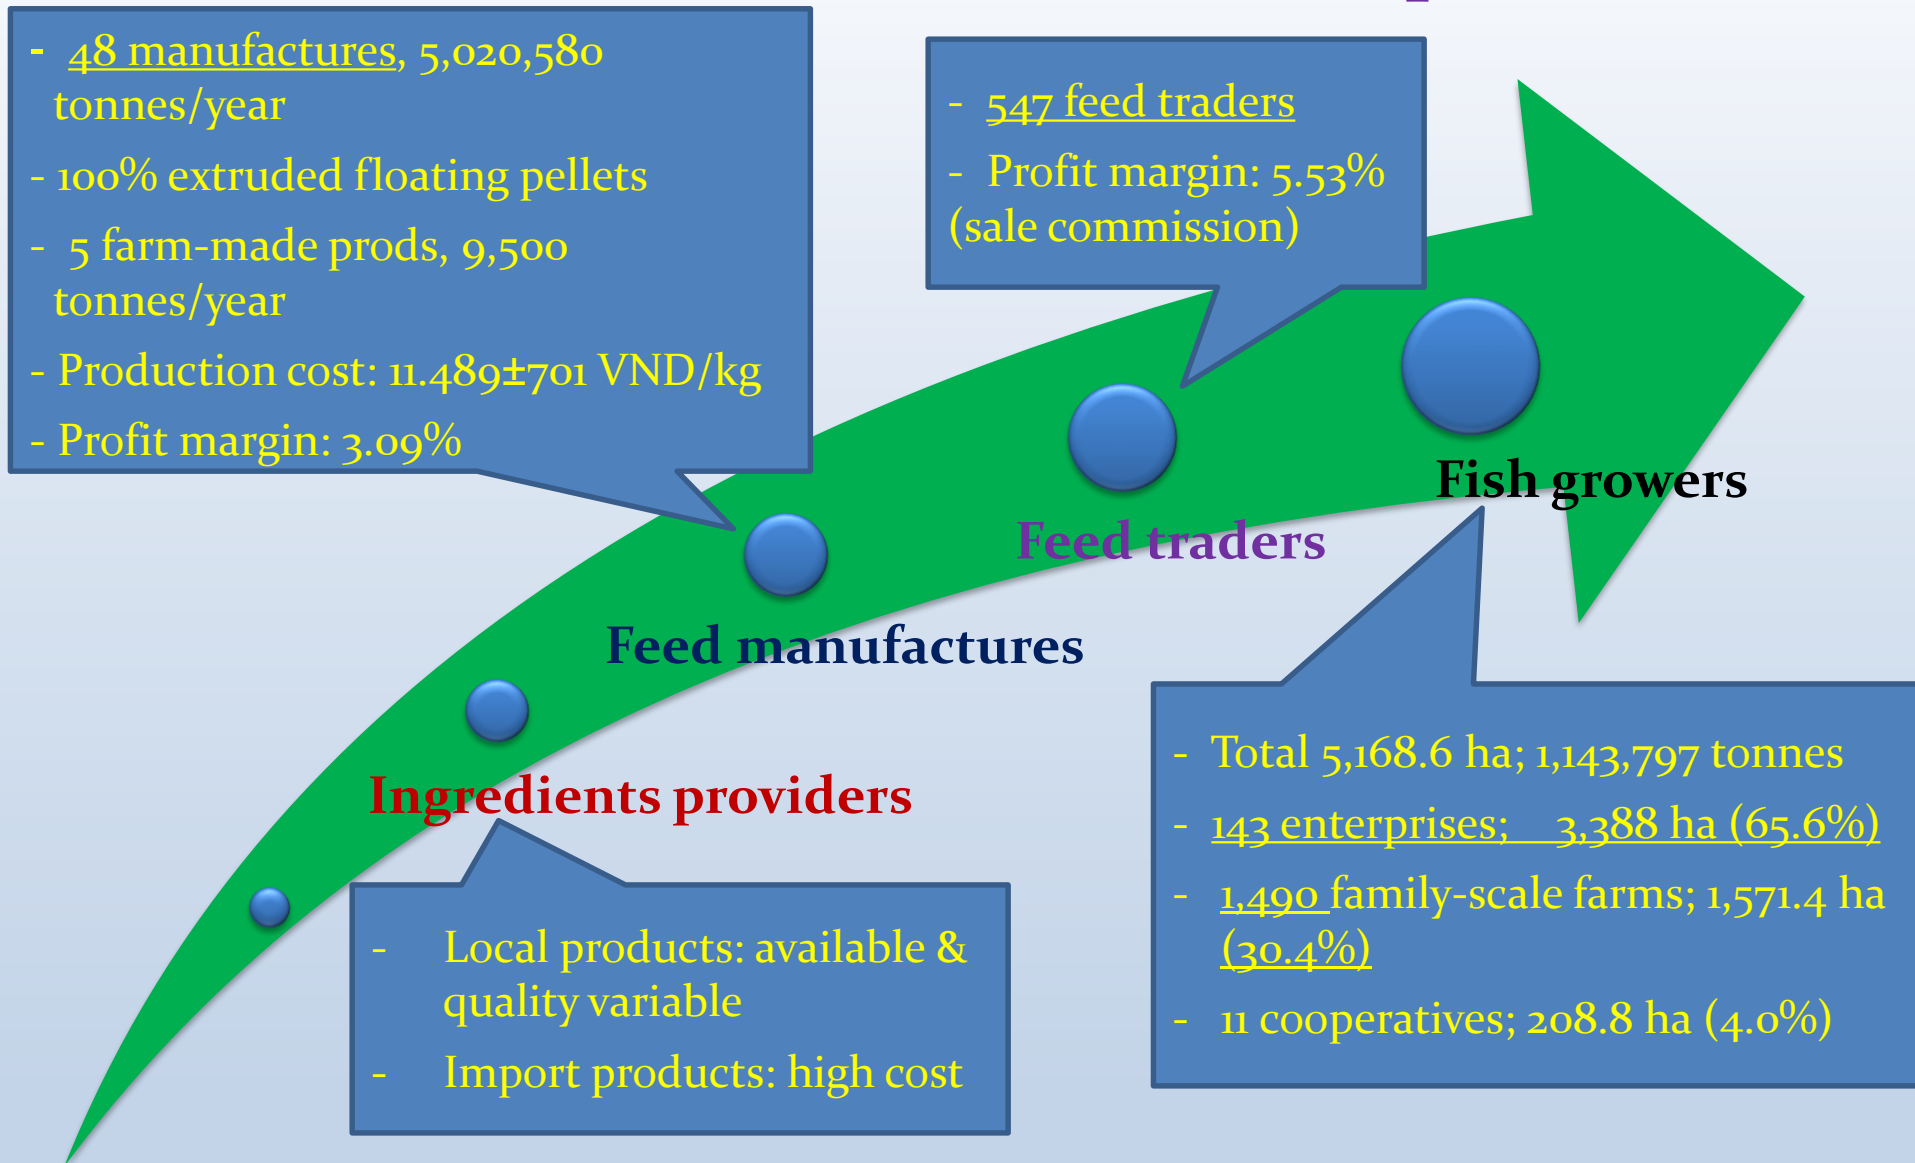 - 48 manufactures, 5,020,580
tonnes/year
- 100% extruded floating pellets
- 5 farm-made prods, 9,500
tonnes/year
- Production cost: 11.489±701 VND/kg
- Profit margin: 3.09%
- 547 feed traders
- Profit margin: 5.53%
(sale commission)
Fish growers
Feed traders
Feed manufactures
Ingredients providers
- Local products: available &
quality variable
- Import products: high cost
- Total 5,168.6 ha; 1,143,797 tonnes
- 143 enterprises; 3,388 ha (65.6%)
- 1,490 family-scale farms; 1,571.4 ha
(30.4%)
- 11 cooperatives; 208.8 ha (4.0%)